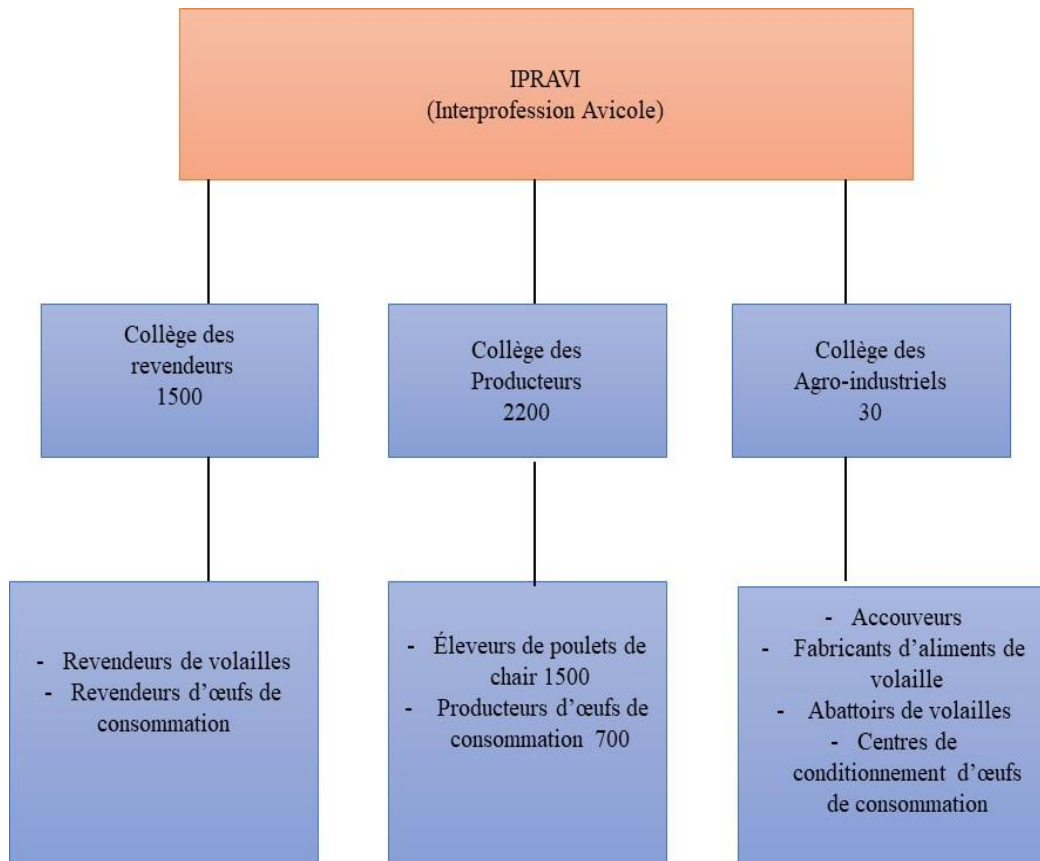 IPRAVI
(Interprofession Avicole)
Collège des
revendeurs
1500
Collège des
Producteurs
2200
Collège des
Agro-industriels
30
- Revendeurs de volailles
- Revendeurs d’œufs de
consommation
- Éleveurs de poulets de
chair 1500
- Producteurs d’œufs de
consommation 700
- Accouveurs
- Fabricants d’aliments de
volaille
- Abattoirs de volailles
- Centres de
conditionnement d’œufs
de consommation